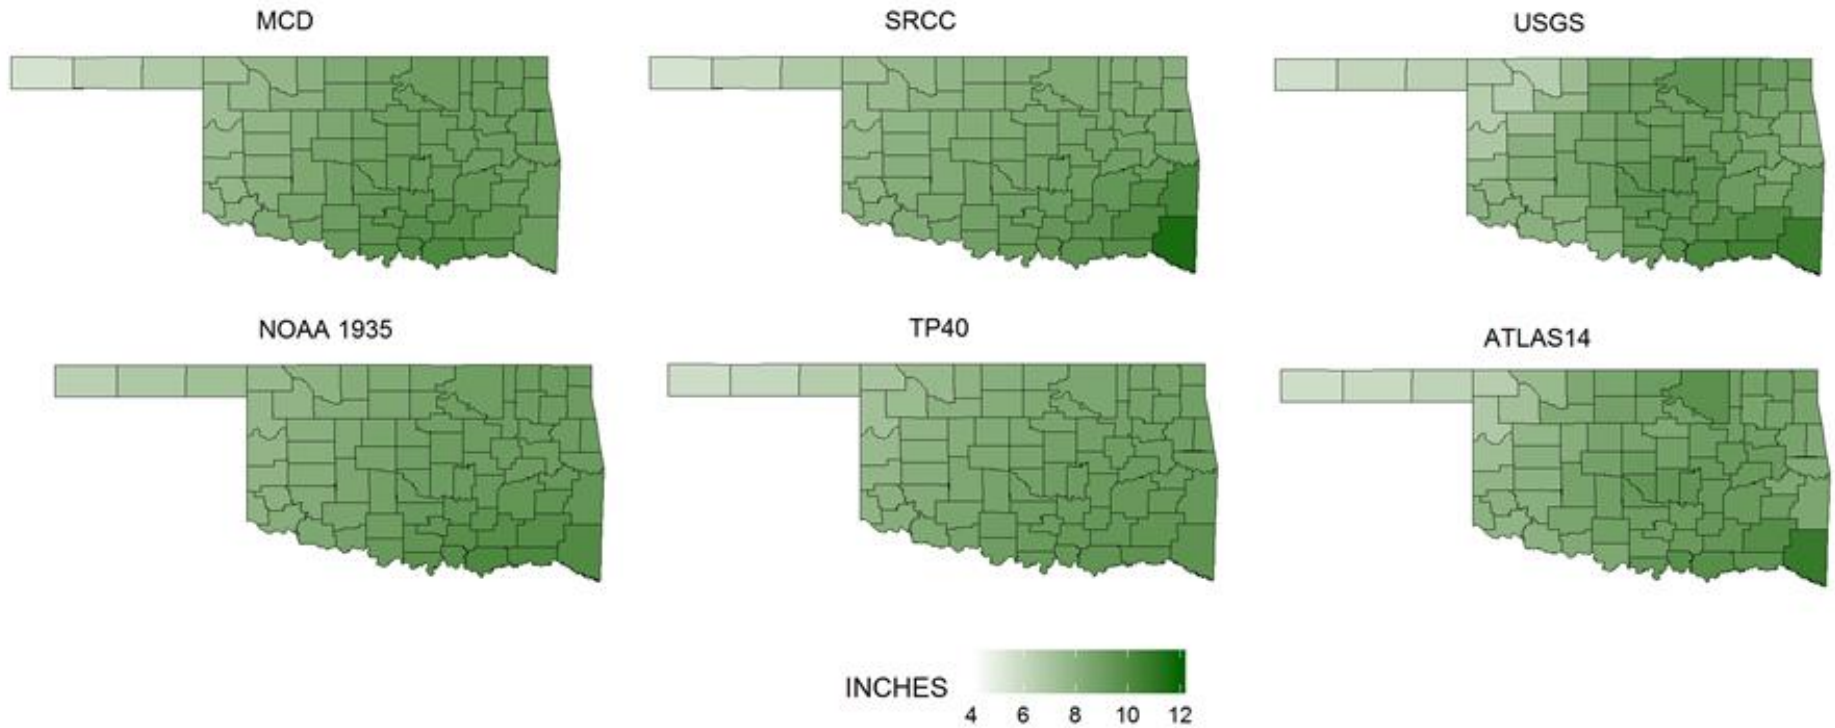 MCD
SRCC
USGS
NOAA 1935
TP40
ATLAS14
INCHES
4 6 8 10 12